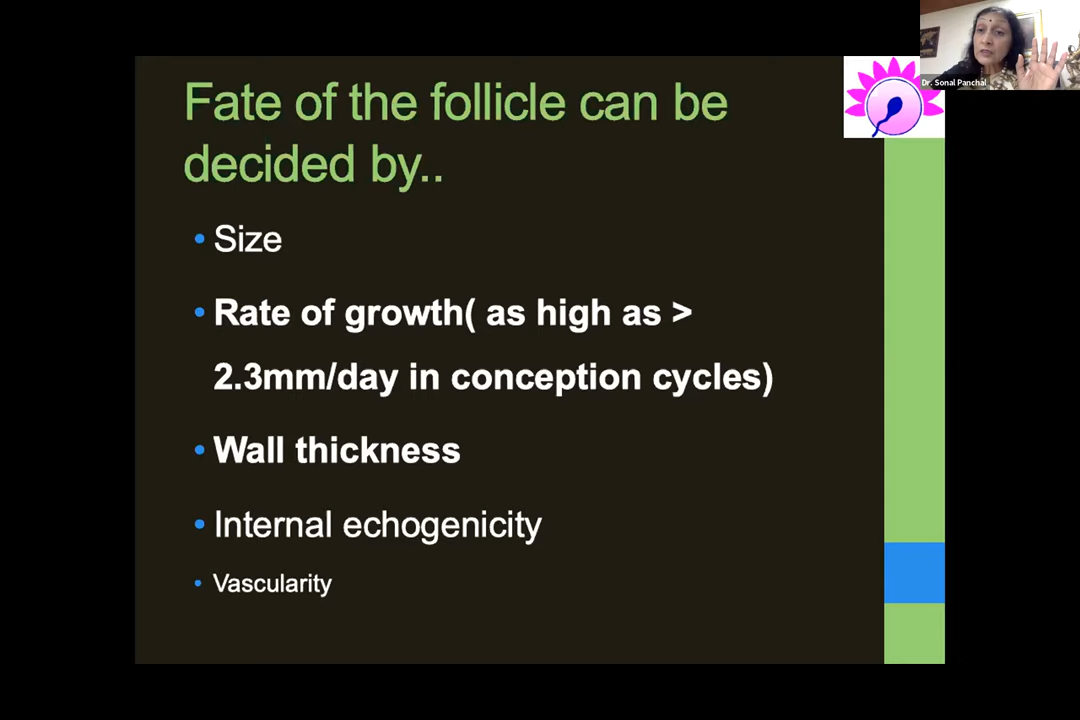 Fate of the follicle can be
decided by..
• Size
• Rate of growth( as high as >
2.3mm/day in conception cycles)
• Wall thickness
• Internal echogenicity
• Vascularity
Dr. Sonal Panchal